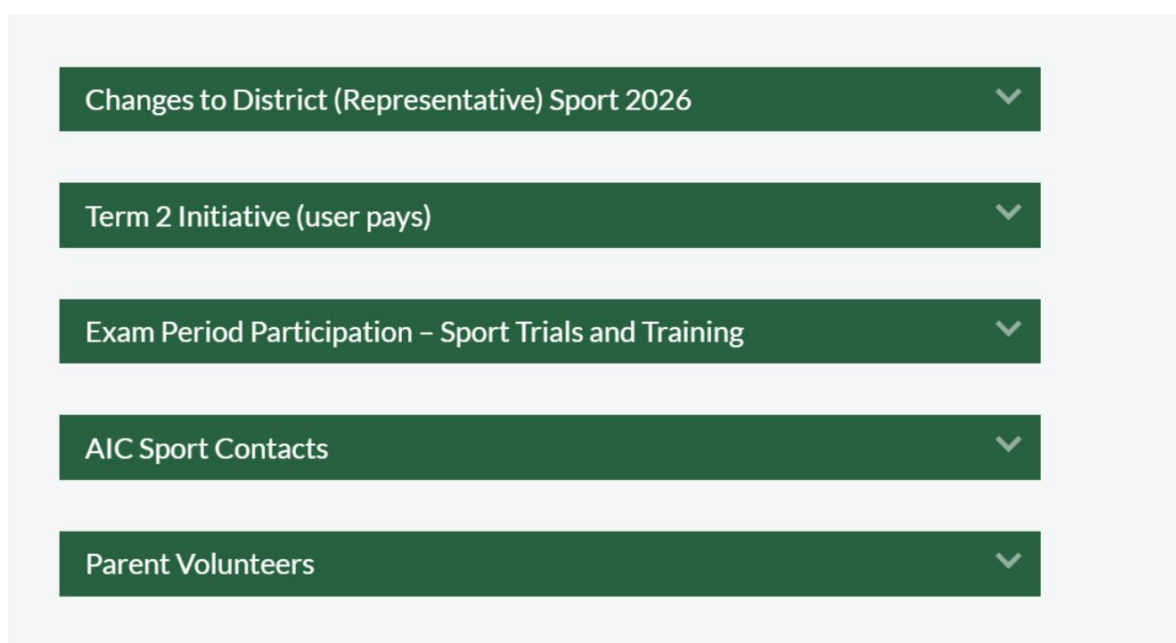 Changes to District (Representative) Sport 2026
Term 2 Initiative (user pays)
Exam Period Participation – Sport Trials and Training
AIC Sport Contacts
Parent Volunteers